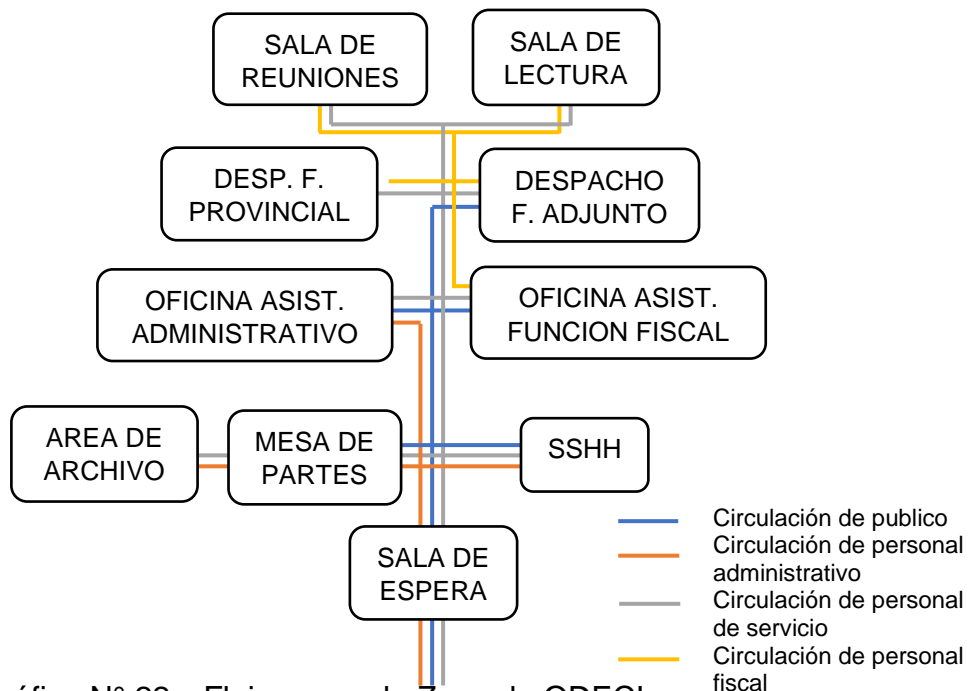 SALA DE
REUNIONES
SALA DE
LECTURA
DESP. F.
PROVINCIAL
DESPACHO
F. ADJUNTO
OFICINA ASIST.
ADMINISTRATIVO
OFICINA ASIST.
FUNCION FISCAL
AREA DE
ARCHIVO
MESA DE
PARTES
SSHH
SALA DE
ESPERA
Circulación de publico
Circulación de personal
administrativo
Circulación de personal
de servicio
Circulación de personal
fiscal